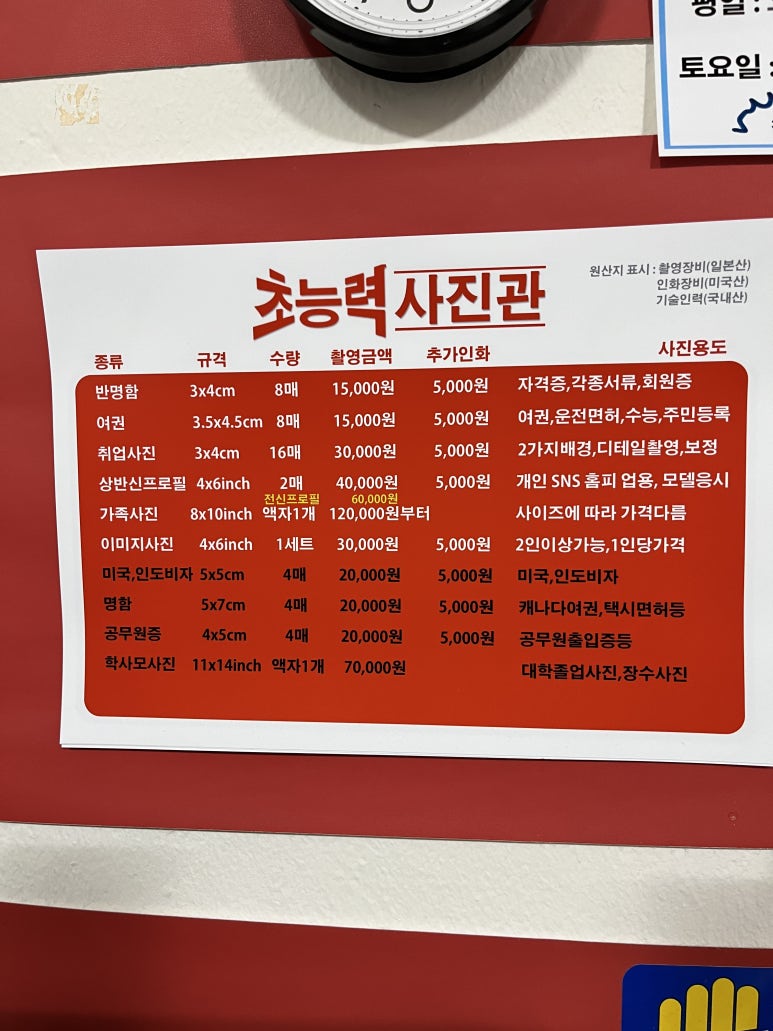 평일 :
토요일 :
초능력 사진관
원산지 표시 : 촬영장비(일본산)
인화장비(미국산)
기술인력(국내산)
종류 규격 수량 촬영금액 추가인화 사진용도
반명함 3x4cm 8매 15,000원 5,000원 자격증,각종서류,회원증
여권 3.5x4.5cm 8매 15,000원 5,000원 여권,운전면허,수능,주민등록
취업사진 3x4cm 16매 30,000원 5,000원 2가지배경,디테일촬영,보정
상반신프로필 4x6inch 2매 40,000원 5,000원 개인 SNS 홈피 업용, 모델응시
전신프로필 60,000원
가족사진 8x10inch 액자1개 120,000원부터 사이즈에 따라 가격다름
이미지사진 4x6inch 1세트 30,000원 5,000원 2인이상가능,1인당가격
미국,인도비자 5x5cm 4매 20,000원 5,000원 미국,인도비자
명함 5x7cm 4매 20,000원 5,000원 캐나다여권,택시면허등
공무원증 4x5cm 4매 20,000원 5,000원 공무원출입증등
학사모사진 11x14inch 액자1개 70,000원 대학졸업사진,장수사진